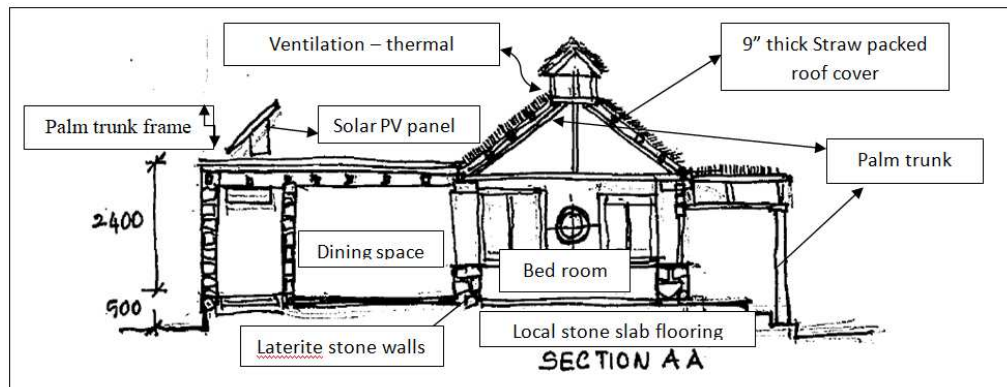 Ventilation – thermal
9” thick Straw packed
roof cover
Palm trunk frame
Solar PV panel
Palm trunk
2400
Dining space
Bed room
500
Local stone slab flooring
Laterite stone walls
SECTION AA